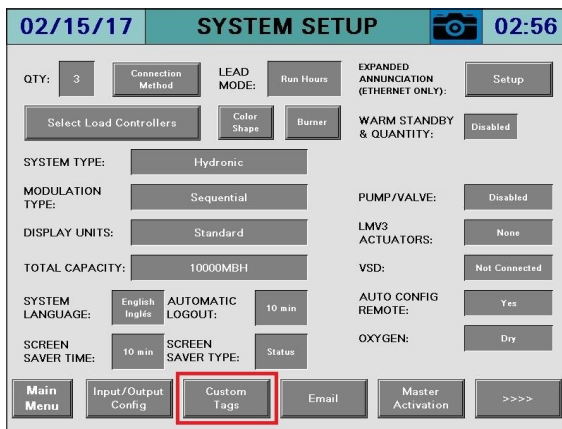 02/15/17 SYSTEM SETUP 02:56
QTY: 3 Connection Method LEAD MODE: Run Hours EXPANDED ANNUNCIATION (ETHERNET ONLY): Setup
Select Load Controllers Color Shape Burner WARM STANDBY & QUANTITY: Disabled
SYSTEM TYPE: Hydronic
MODULATION TYPE: Sequential PUMP/VALVE: Disabled
DISPLAY UNITS: Standard LMV3 ACTUATORS: None
TOTAL CAPACITY: 10000MBH VSD: Not Connected
SYSTEM LANGUAGE: English Inglés AUTOMATIC LOGOUT: 10 min AUTO CONFIG REMOTE: Yes
SCREEN SAVER TIME: 10 min SCREEN SAVER TYPE: Status OXYGEN: Dry
Main Menu Input/Output Config Custom Tags Email Master Activation >>>>